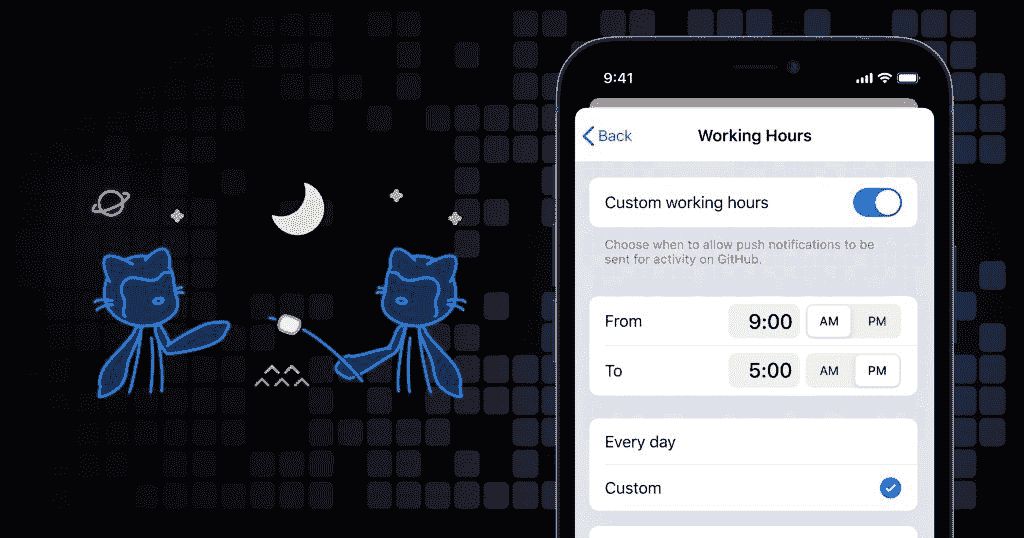 9:41
Back
Working Hours
Custom working hours
Choose when to allow push notifications to be
sent for activity on GitHub.
From 9:00 AM PM
To 5:00 AM PM
Every day
Custom